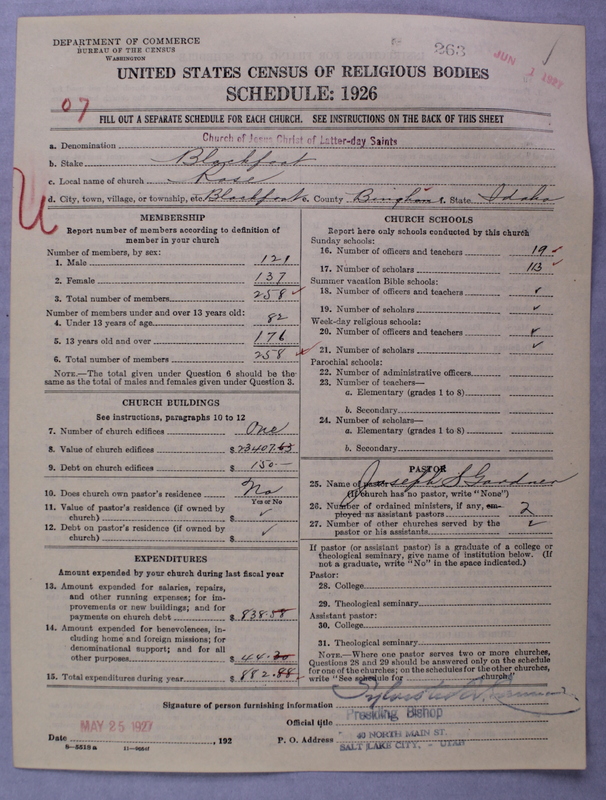 DEPARTMENT OF COMMERCE
BUREAU OF THE CENSUS
WASHINGTON
263
JUN 1 1927
UNITED STATES CENSUS OF RELIGIOUS BODIES
SCHEDULE: 1926
07
FILL OUT A SEPARATE SCHEDULE FOR EACH CHURCH. SEE INSTRUCTIONS ON THE BACK OF THIS SHEET
a. Denomination Church of Jesus Christ of Latter-day Saints
b. Stake Blackfoot
c. Local name of church Rose
d. City, town, village, or township, etc. Blackfoot e. County Bingham f. State Idaho
MEMBERSHIP
Report number of members according to definition of
member in your church
Number of members, by sex:
1. Male 121
2. Female 137
3. Total number of members 258 ✓
Number of members under and over 13 years old:
4. Under 13 years of age 82
5. 13 years old and over 176
6. Total number of members 258
NOTE.—The total given under Question 6 should be the
same as the total of males and females given under Question 3.
CHURCH BUILDINGS
See instructions, paragraphs 10 to 12
7. Number of church edifices One
8. Value of church edifices $23407.63
9. Debt on church edifices $150.—
10. Does church own pastor's residence No
Yes or No
11. Value of pastor's residence (if owned by
church) $ ✓
12. Debt on pastor's residence (if owned by
church) $ ✓
EXPENDITURES
Amount expended by your church during last fiscal year
13. Amount expended for salaries, repairs,
and other running expenses; for im-
provements or new buildings; and for
payments on church debt $838.58
14. Amount expended for benevolences, in-
cluding home and foreign missions; for
denominational support; and for all
other purposes $44.30
15. Total expenditures during year $882.88
CHURCH SCHOOLS
Report here only schools conducted by this church
Sunday schools:
16. Number of officers and teachers 19 ✓
17. Number of scholars 113 ✓
Summer vacation Bible schools:
18. Number of officers and teachers ✓
19. Number of scholars ✓
Week-day religious schools:
20. Number of officers and teachers ✓
21. Number of scholars ✓
Parochial schools:
22. Number of administrative officers
23. Number of teachers—
a. Elementary (grades 1 to 8)
b. Secondary
24. Number of scholars—
a. Elementary (grades 1 to 8)
b. Secondary
PASTOR
25. Name of pastor Joseph S Gardner
(If church has no pastor, write "None")
26. Number of ordained ministers, if any, em-
ployed as assistant pastors 2
27. Number of other churches served by the
pastor or his assistants ✓
If pastor (or assistant pastor) is a graduate of a college or
theological seminary, give name of institution below. (If
not a graduate, write "No" in the space indicated.)
Pastor:
28. College
29. Theological seminary
Assistant pastor:
30. College
31. Theological seminary
NOTE.—Where one pastor serves two or more churches,
Questions 28 and 29 should be answered only on the schedule
for one of the churches; on the schedules for the other churches,
write "See schedule for church"
Signature of person furnishing information
Official title Presiding Bishop
Date MAY 25 1927, 192
P. O. Address 40 NORTH MAIN ST.
SALT LAKE CITY, - UTAH
8—5518a